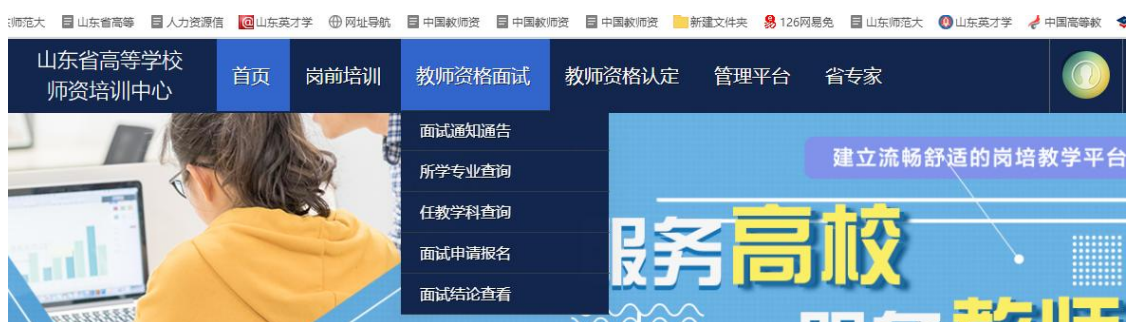 师范大
山东省高等
人力资源信
山东英才学
网址导航
中国教师资
中国教师资
中国教师资
新建文件夹
126网易免
山东师范大
山东英才学
中国高等教
山东省高等学校
师资培训中心
首页
岗前培训
教师资格面试
教师资格认定
管理平台
省专家
面试通知通告
所学专业查询
任教学科查询
面试申请报名
面试结论查看
建立流畅舒适的岗培教学平台
服务高校
服务教师